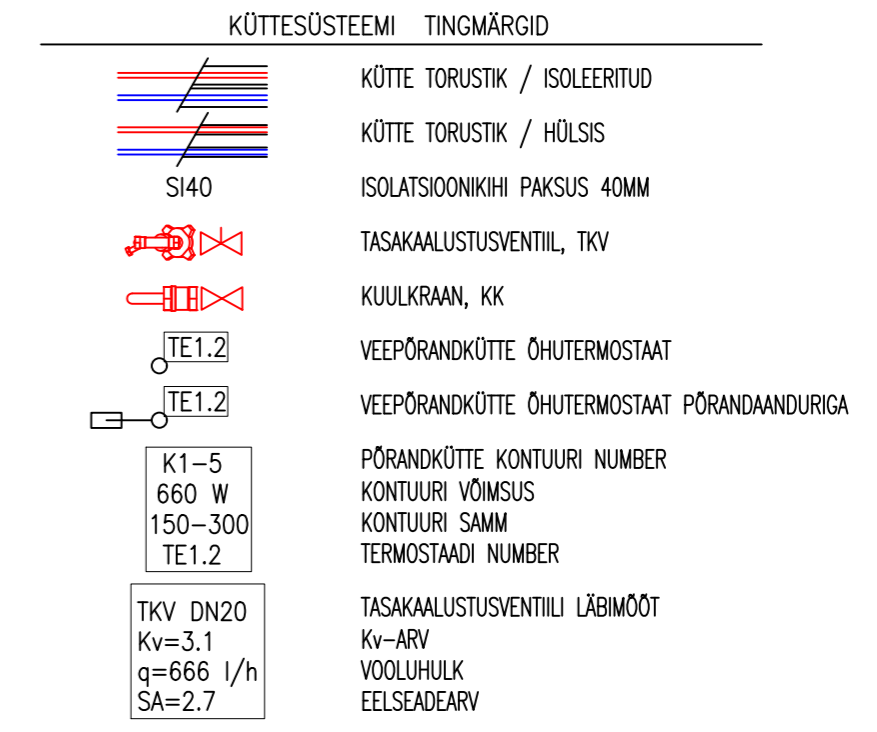 KÜTTESÜSTEEMI TINGMÄRGID
KÜTTE TORUSTIK / ISOLEERITUD
KÜTTE TORUSTIK / HÜLSIS
SI40 ISOLATSIOONIKIHI PAKSUS 40MM
TASAKAALUSTUSVENTIIL, TKV
KUULKRAAN, KK
TE1.2 VEEPÕRANDKÜTTE ÕHUTERMOSTAAT
TE1.2 VEEPÕRANDKÜTTE ÕHUTERMOSTAAT PÕRANDAANDURIGA
K1-5 PÕRANDKÜTTE KONTUURI NUMBER
660 W KONTUURI VÕIMSUS
150-300 KONTUURI SAMM
TE1.2 TERMOSTAADI NUMBER
TKV DN20 TASAKAALUSTUSVENTIILI LÄBIMÕÕT
Kv=3.1 Kv-ARV
q=666 l/h VOOLUHULK
SA=2.7 EELSEADEARV